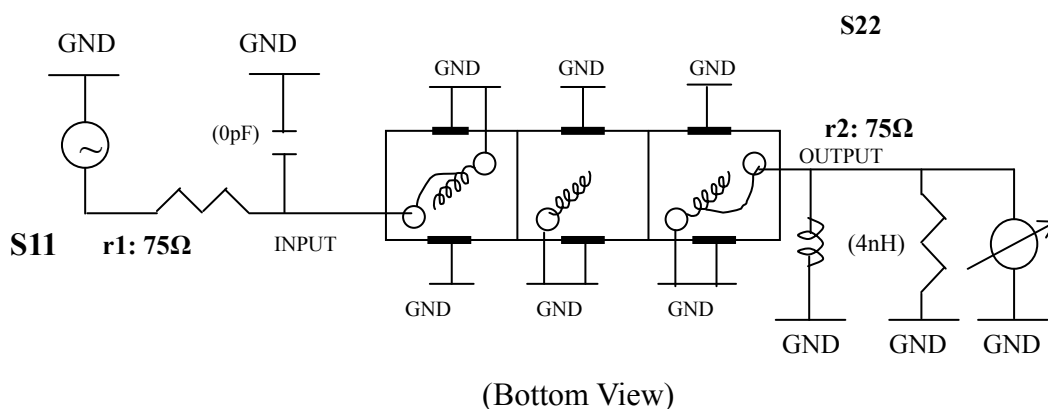 S22
GND
GND
GND
GND
GND
(0pF)
r2: 75Ω
OUTPUT
S11
r1: 75Ω
INPUT
(4nH)
~
GND
GND
GND
GND
GND
GND
(Bottom View)